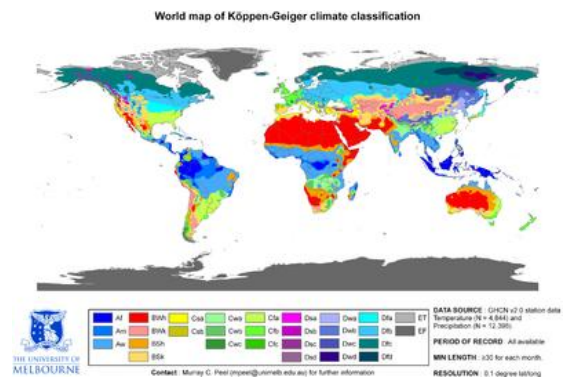 World map of Köppen-Geiger climate classification
THE UNIVERSITY OF
MELBOURNE
Af
BWh
Csa
Cwa
Cfa
Dsa
Dwa
Dfa
ET
Am
BWk
Csb
Cwb
Cfb
Dsb
Dwb
Dfb
EF
Aw
BSh
Cwc
Cfc
Dsc
Dwc
Dfc
BSk
Dsd
Dwd
Dfd
DATA SOURCE : GHCN v2.0 station data
Temperature (N = 4,844) and
Precipitation (N = 12,396)
PERIOD OF RECORD : All available
MIN LENGTH : ≥30 for each month.
RESOLUTION : 0.1 degree lat/long
Contact : Murray C. Peel (mpeel@unimelb.edu.au) for further information